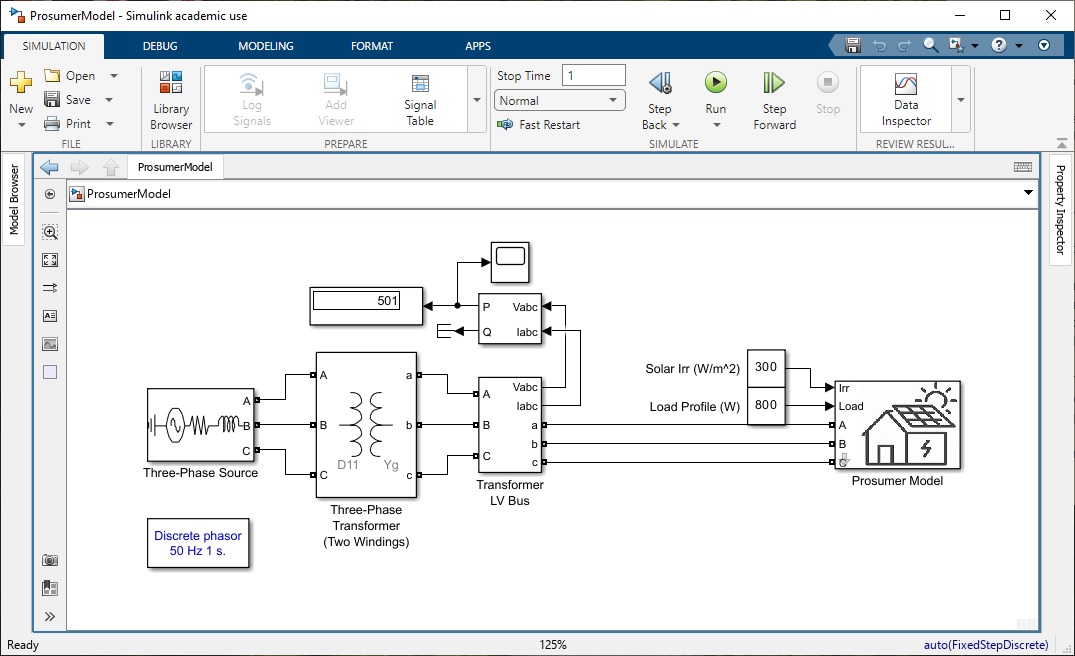 ProsumerModel - Simulink academic use
SIMULATION DEBUG MODELING FORMAT APPS
New
Open
Save
Print
FILE
Library
Browser
LIBRARY
Log
Signals
Add
Viewer
Signal
Table
PREPARE
Stop Time 1
Normal
Fast Restart
Step
Back
Run
Step
Forward
Stop
SIMULATE
Data
Inspector
REVIEW RESUL...
Model Browser
ProsumerModel
Property Inspector
ProsumerModel
501
P Vabc
Q Iabc
A a
B b
C c
D11 Yg
Three-Phase
Transformer
(Two Windings)
A
B
C
Three-Phase Source
Discrete phasor
50 Hz 1 s.
Vabc
Iabc
A a
B b
C c
Transformer
LV Bus
Solar Irr (W/m^2) 300
Load Profile (W) 800
Irr
Load
A
B
C
Prosumer Model
Ready 125% auto(FixedStepDiscrete)